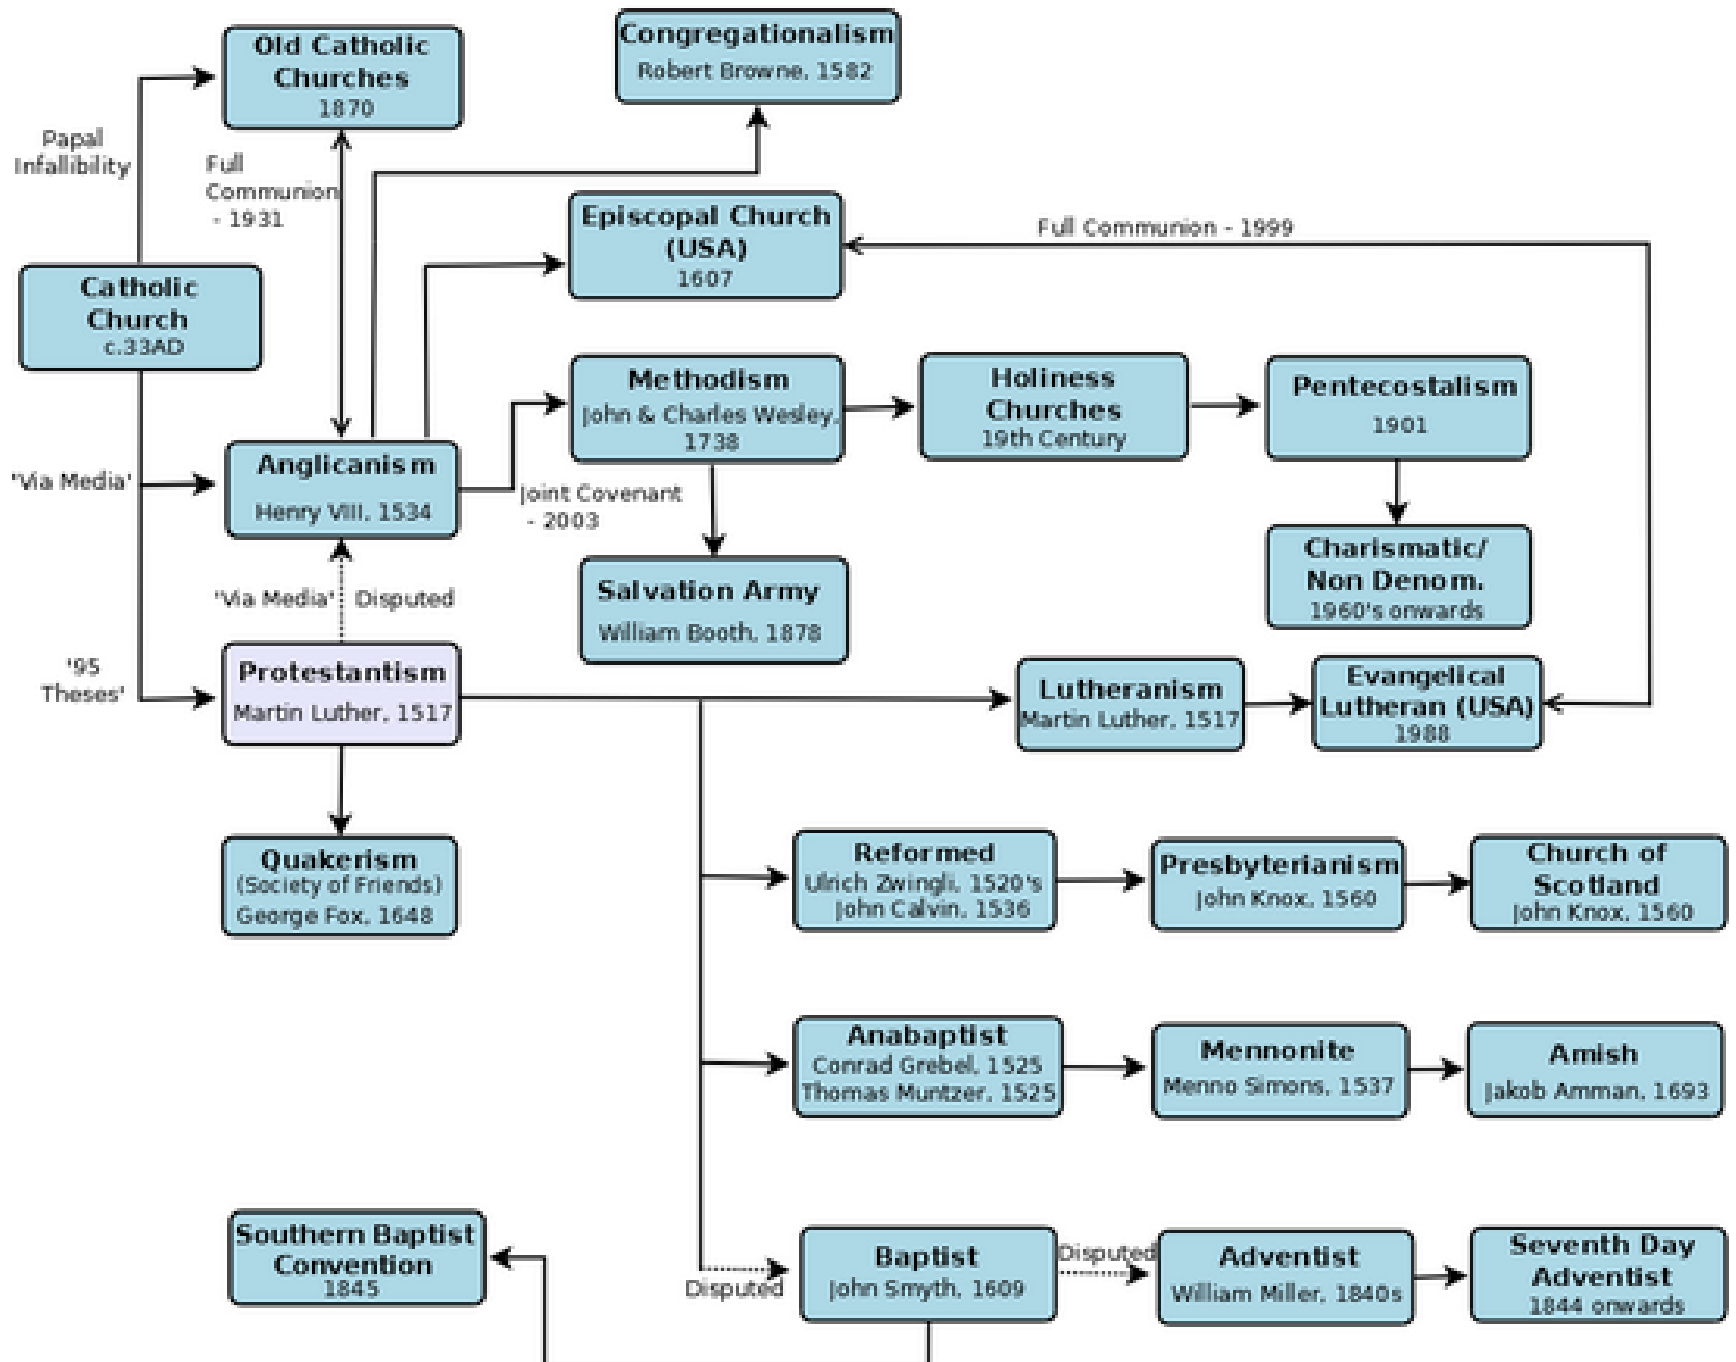 Old Catholic
Churches
1870
Congregationalism
Robert Browne, 1582
Papal
Infallibility
Full
Communion
- 1931
Episcopal Church
(USA)
1607
Full Communion - 1999
Catholic
Church
c.33AD
Methodism
John & Charles Wesley,
1738
Holiness
Churches
19th Century
Pentecostalism
1901
'Via Media'
Anglicanism
Henry VIII, 1534
Joint Covenant
- 2003
Charismatic/
Non Denom.
1960's onwards
Salvation Army
William Booth, 1878
'Via Media'
Disputed
'95
Theses'
Protestantism
Martin Luther, 1517
Lutheranism
Martin Luther, 1517
Evangelical
Lutheran (USA)
1988
Quakerism
(Society of Friends)
George Fox, 1648
Reformed
Ulrich Zwingli, 1520's
John Calvin, 1536
Presbyterianism
John Knox, 1560
Church of
Scotland
John Knox, 1560
Anabaptist
Conrad Grebel, 1525
Thomas Muntzer, 1525
Mennonite
Menno Simons, 1537
Amish
Jakob Amman, 1693
Southern Baptist
Convention
1845
Disputed
Baptist
John Smyth, 1609
Disputed
Adventist
William Miller, 1840s
Seventh Day
Adventist
1844 onwards